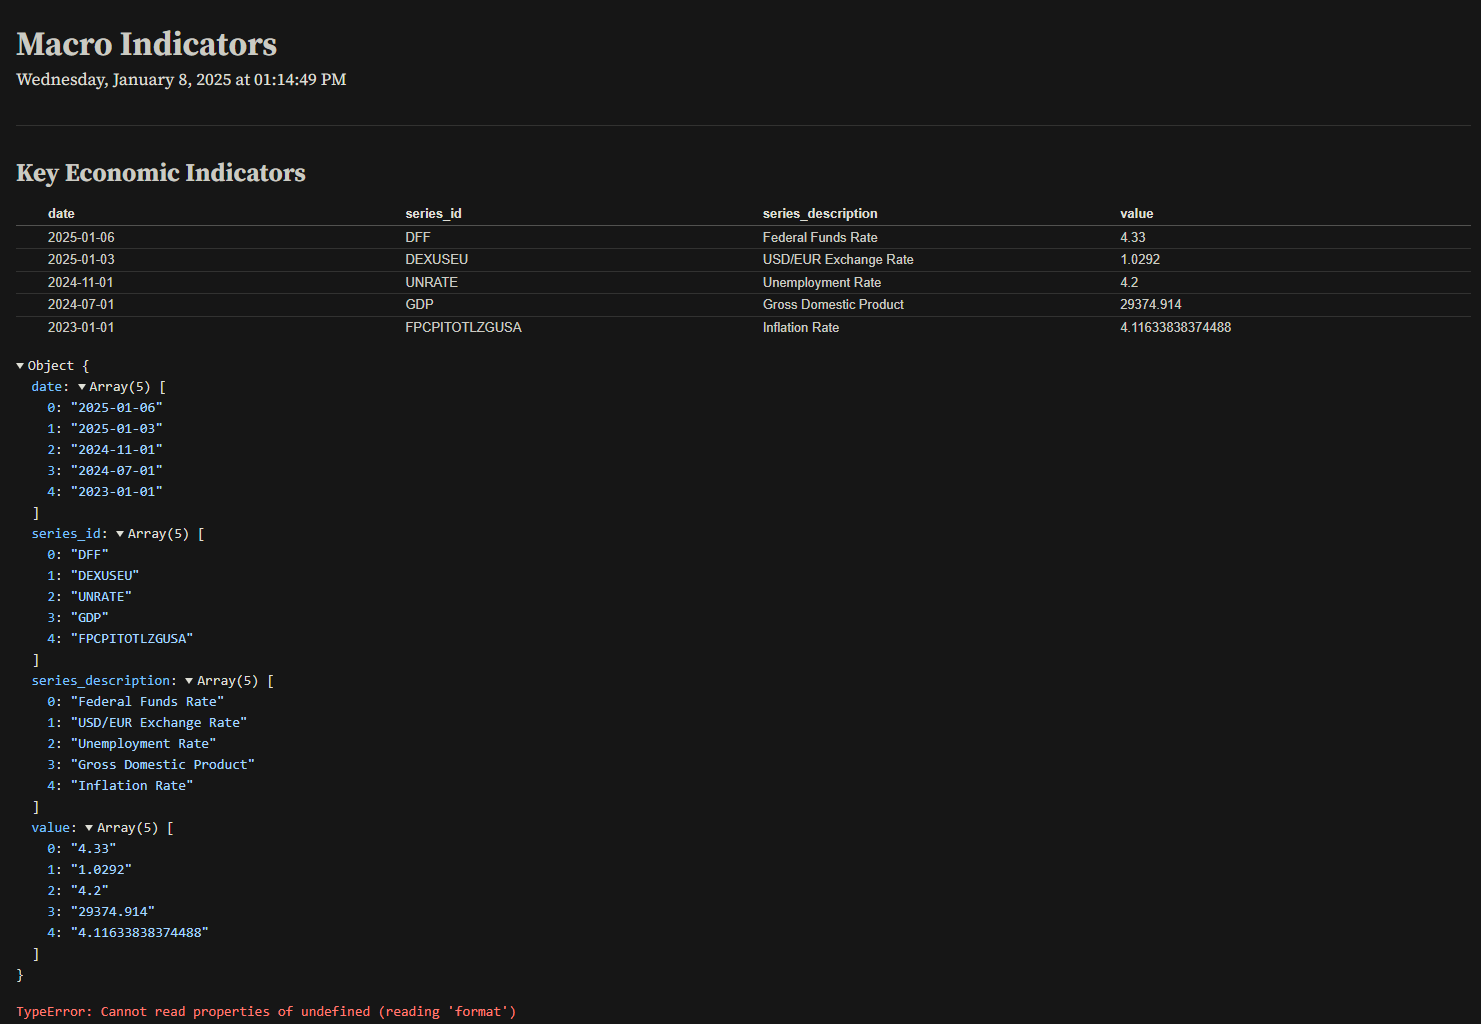 Macro Indicators
Wednesday, January 8, 2025 at 01:14:49 PM
Key Economic Indicators
date series_id series_description value
2025-01-06 DFF Federal Funds Rate 4.33
2025-01-03 DEXUSEU USD/EUR Exchange Rate 1.0292
2024-11-01 UNRATE Unemployment Rate 4.2
2024-07-01 GDP Gross Domestic Product 29374.914
2023-01-01 FPCPITOTLZGUSA Inflation Rate 4.11633838374488
▼Object {
date: ▼Array(5) [
0: "2025-01-06"
1: "2025-01-03"
2: "2024-11-01"
3: "2024-07-01"
4: "2023-01-01"
]
series_id: ▼Array(5) [
0: "DFF"
1: "DEXUSEU"
2: "UNRATE"
3: "GDP"
4: "FPCPITOTLZGUSA"
]
series_description: ▼Array(5) [
0: "Federal Funds Rate"
1: "USD/EUR Exchange Rate"
2: "Unemployment Rate"
3: "Gross Domestic Product"
4: "Inflation Rate"
]
value: ▼Array(5) [
0: "4.33"
1: "1.0292"
2: "4.2"
3: "29374.914"
4: "4.11633838374488"
]
}
TypeError: Cannot read properties of undefined (reading 'format')